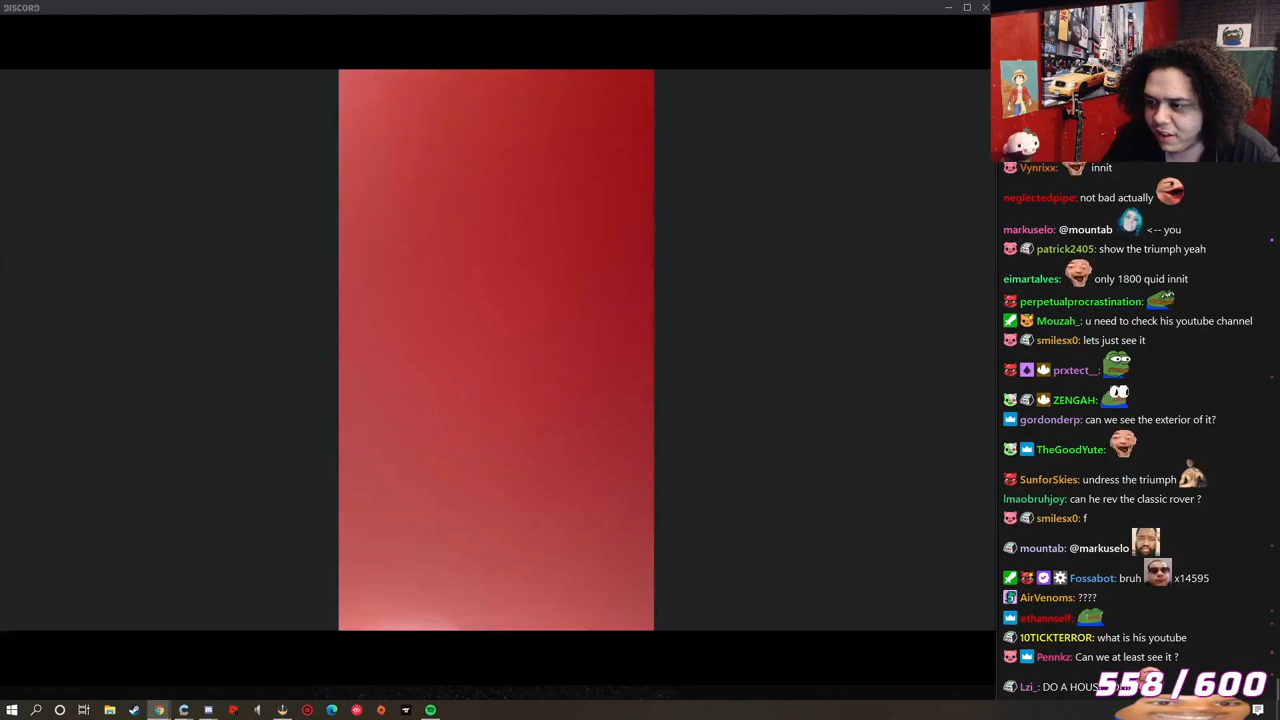 DISCORD
Vynrixx: innit
neglectedpipe: not bad actually
markuselo: @mountab <-- you
patrick2405: show the triumph yeah
eimartalves: only 1800 quid innit
perpetualprocrastination:
Mouzah_: u need to check his youtube channel
smilesx0: lets just see it
prxtect__:
ZENGAH:
gordonderp: can we see the exterior of it?
TheGoodYute:
SunforSkies: undress the triumph
lmaobruhjoy: can he rev the classic rover ?
smilesx0: f
mountab: @markuselo
Fossabot: bruh x14595
AirVenoms: ????
ethannself:
10TICKTERROR: what is his youtube
Pennkz: Can we at least see it ?
Lzi_: DO A HOUS
558 / 600